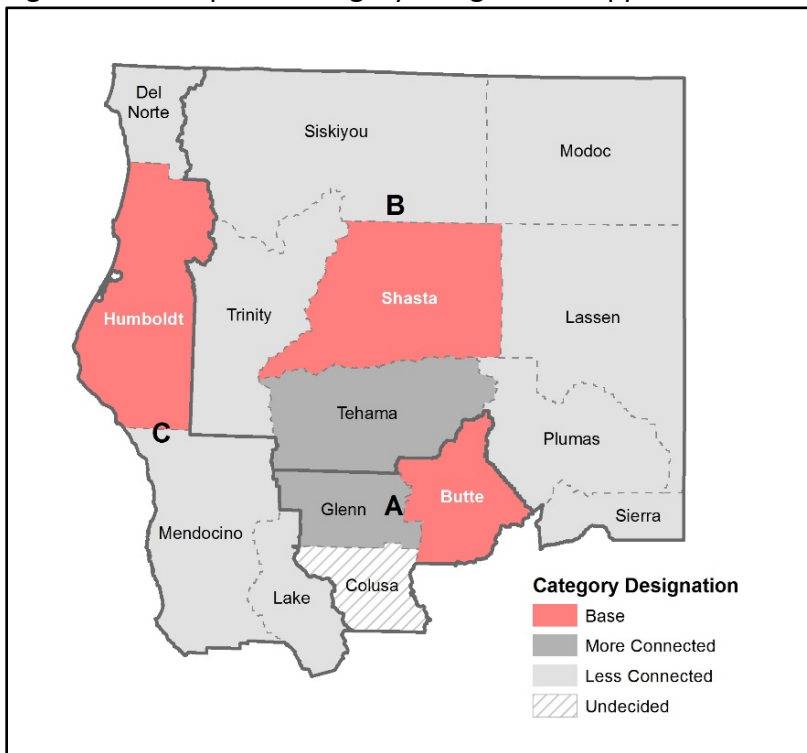 Del
Norte
Siskiyou
Modoc
B
Humboldt
Trinity
Shasta
Lassen
Tehama
C
Plumas
Mendocino
Glenn
A
Butte
Sierra
Lake
Colusa
Category Designation
Base
More Connected
Less Connected
Undecided